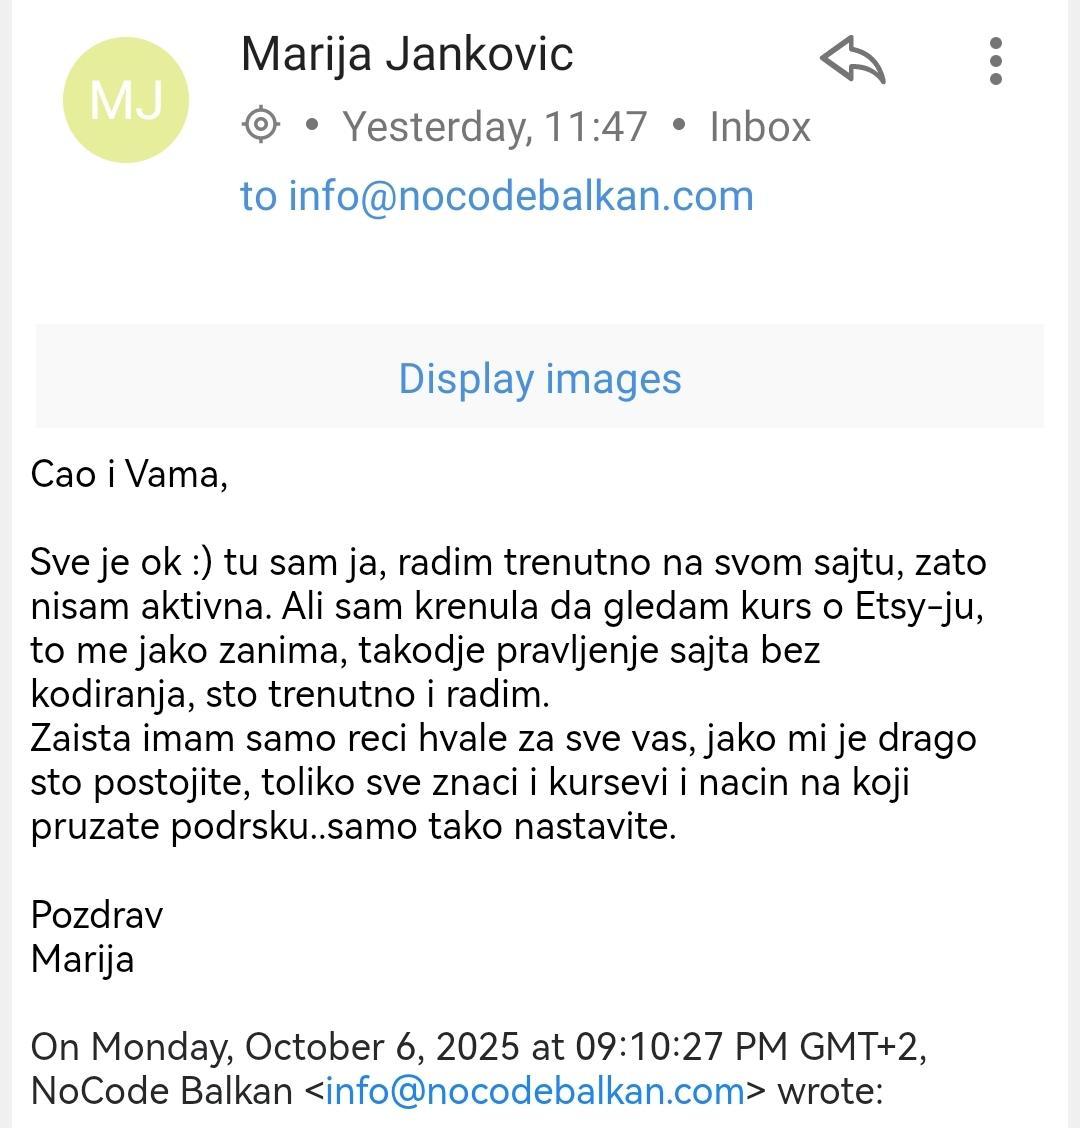 MJ
Marija Jankovic
• Yesterday, 11:47 • Inbox
to info@nocodebalkan.com
Display images
Cao i Vama,
Sve je ok :) tu sam ja, radim trenutno na svom sajtu, zato
nisam aktivna. Ali sam krenula da gledam kurs o Etsy-ju,
to me jako zanima, takodje pravljenje sajta bez
kodiranja, sto trenutno i radim.
Zaista imam samo reci hvale za sve vas, jako mi je drago
sto postojite, toliko sve znaci i kursevi i nacin na koji
pruzate podrsku..samo tako nastavite.
Pozdrav
Marija
On Monday, October 6, 2025 at 09:10:27 PM GMT+2,
NoCode Balkan <info@nocodebalkan.com> wrote: